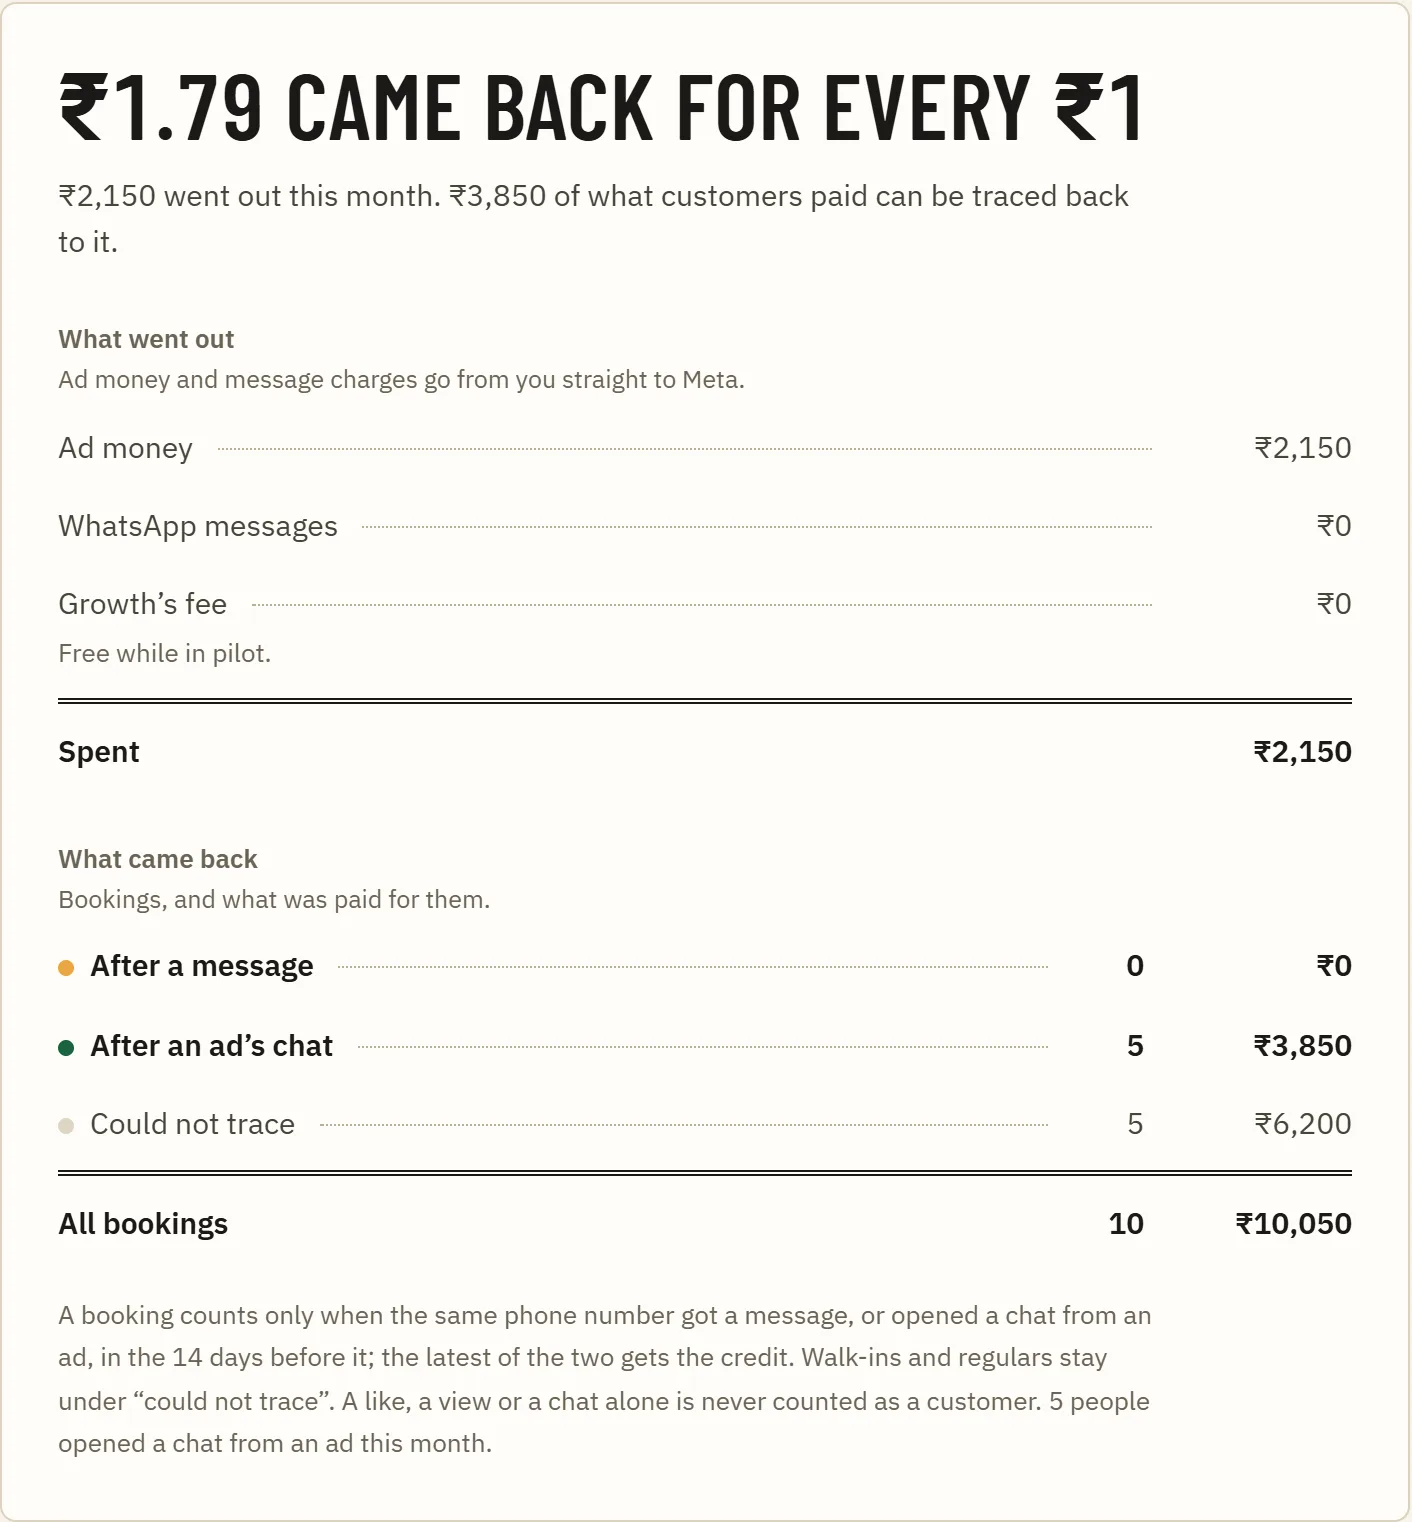 ₹1.79 CAME BACK FOR EVERY ₹1
₹2,150 went out this month. ₹3,850 of what customers paid can be traced back
to it.
What went out
Ad money and message charges go from you straight to Meta.
Ad money ₹2,150
WhatsApp messages ₹0
Growth’s fee ₹0
Free while in pilot.
Spent ₹2,150
What came back
Bookings, and what was paid for them.
After a message 0 ₹0
After an ad’s chat 5 ₹3,850
Could not trace 5 ₹6,200
All bookings 10 ₹10,050
A booking counts only when the same phone number got a message, or opened a chat from an
ad, in the 14 days before it; the latest of the two gets the credit. Walk-ins and regulars stay
under “could not trace”. A like, a view or a chat alone is never counted as a customer. 5 people
opened a chat from an ad this month.